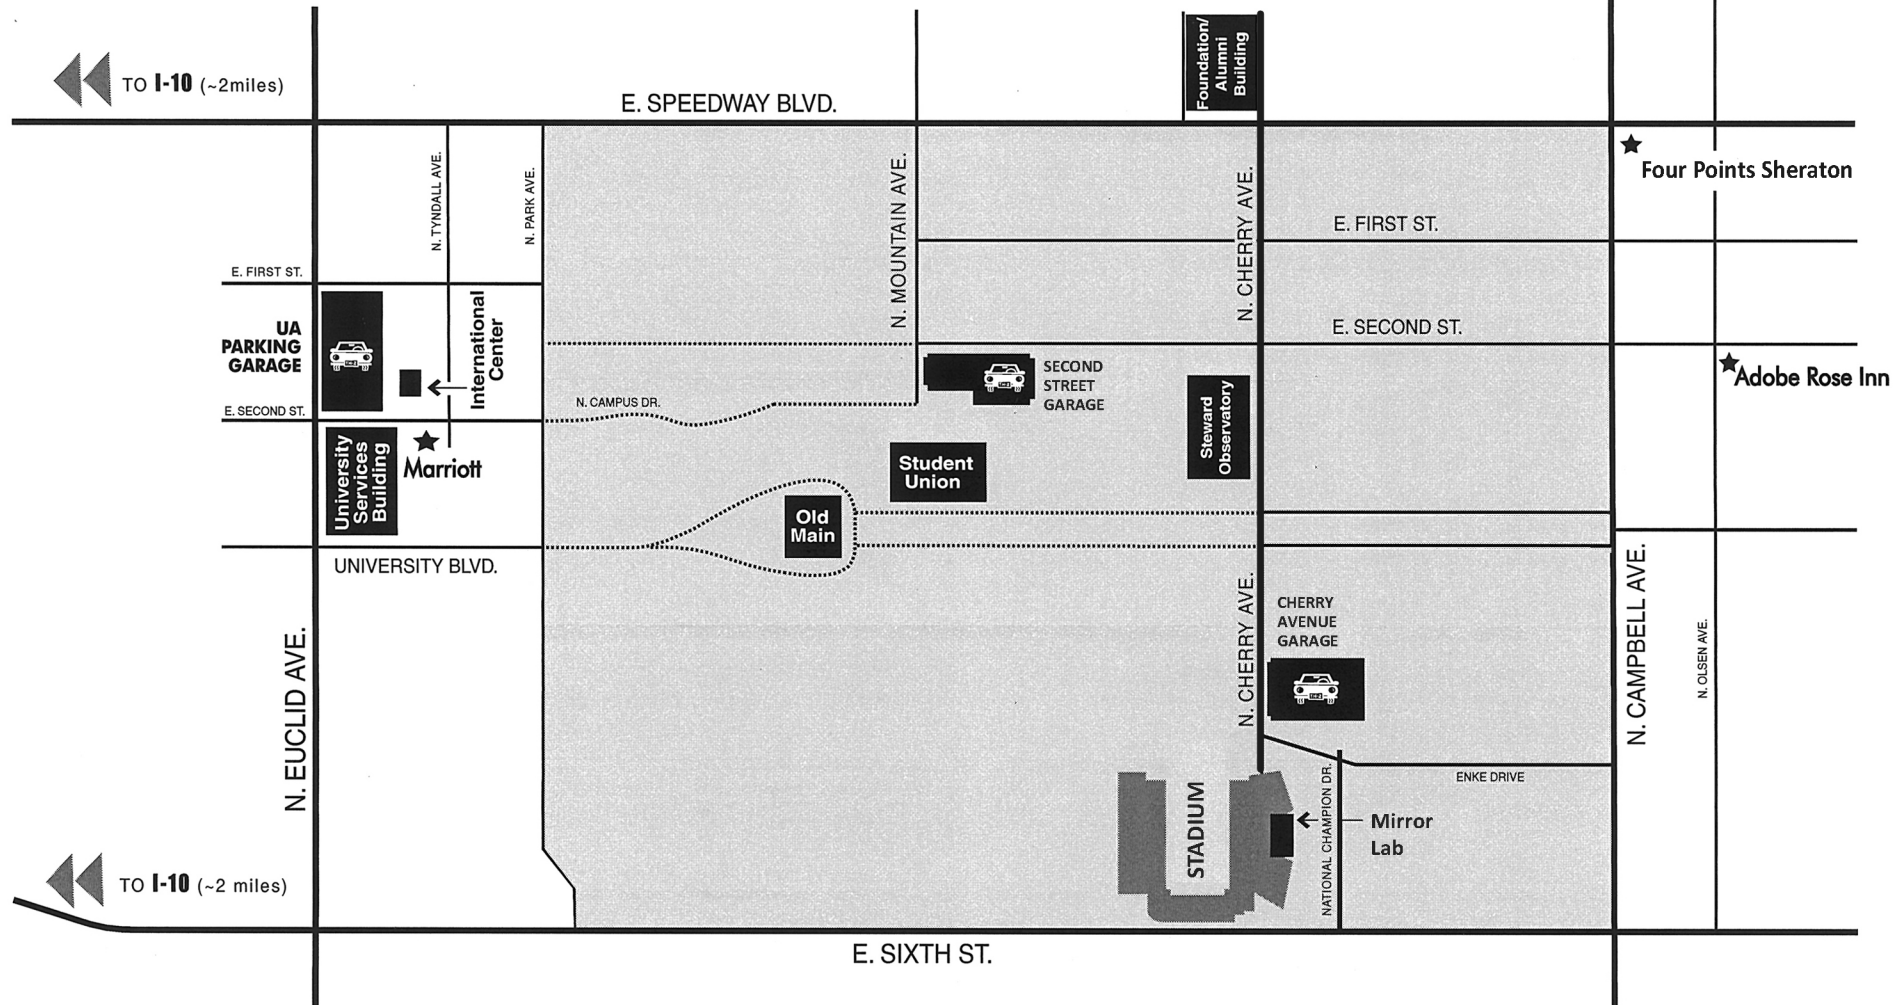 Foundation/
Alumni
Building
TO I-10 (~2miles)
E. SPEEDWAY BLVD.
Four Points Sheraton
N. TYNDALL AVE.
N. PARK AVE.
N. MOUNTAIN AVE.
N. CHERRY AVE.
E. FIRST ST.
E. FIRST ST.
UA
PARKING
GARAGE
International
Center
E. SECOND ST.
SECOND
STREET
GARAGE
Adobe Rose Inn
E. SECOND ST.
N. CAMPUS DR.
Steward
Observatory
University
Services
Building
Marriott
Student
Union
Old
Main
UNIVERSITY BLVD.
N. EUCLID AVE.
N. CHERRY AVE.
CHERRY
AVENUE
GARAGE
N. CAMPBELL AVE.
N. OLSEN AVE.
ENKE DRIVE
STADIUM
NATIONAL CHAMPION DR.
Mirror
Lab
TO I-10 (~2 miles)
E. SIXTH ST.